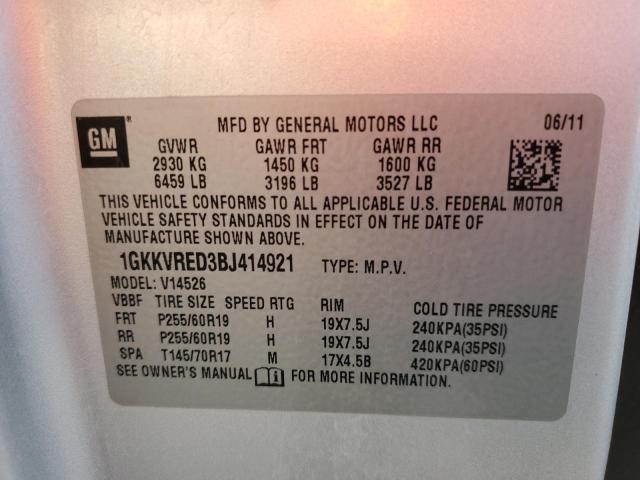 GM ® MFD BY GENERAL MOTORS LLC 06/11
GVWR GAWR FRT GAWR RR
2930 KG 1450 KG 1600 KG
6459 LB 3196 LB 3527 LB
THIS VEHICLE CONFORMS TO ALL APPLICABLE U.S. FEDERAL MOTOR
VEHICLE SAFETY STANDARDS IN EFFECT ON THE DATE OF
MANUFACTURE SHOWN ABOVE.
1GKKVRED3BJ414921 TYPE: M.P.V.
MODEL: V14526
VBBF TIRE SIZE SPEED RTG RIM COLD TIRE PRESSURE
FRT P255/60R19 H 19X7.5J 240KPA(35PSI)
RR P255/60R19 H 19X7.5J 240KPA(35PSI)
SPA T145/70R17 M 17X4.5B 420KPA(60PSI)
SEE OWNER'S MANUAL FOR MORE INFORMATION.